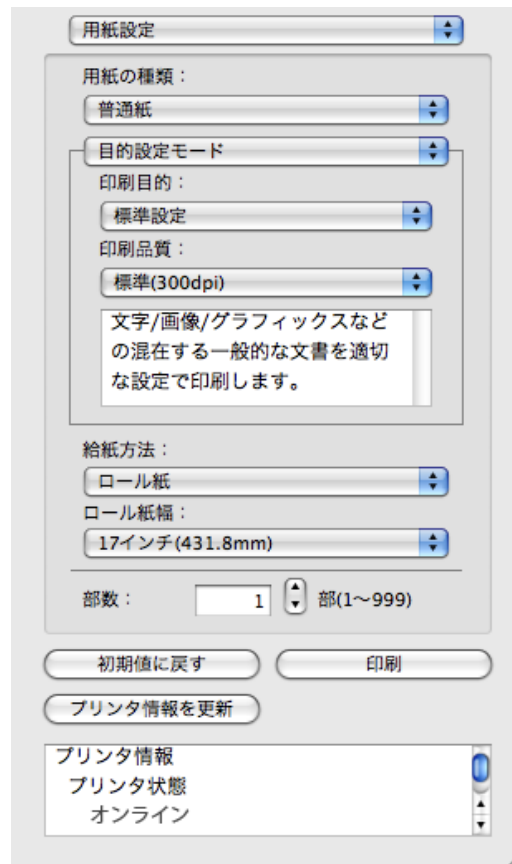 用紙設定
用紙の種類：
普通紙
目的設定モード
印刷目的：
標準設定
印刷品質：
標準(300dpi)
文字/画像/グラフィックスなど
の混在する一般的な文書を適切
な設定で印刷します。
給紙方法：
ロール紙
ロール紙幅：
17インチ(431.8mm)
部数： 1 部(1〜999)
初期値に戻す 印刷
プリンタ情報を更新
プリンタ情報
プリンタ状態
オンライン